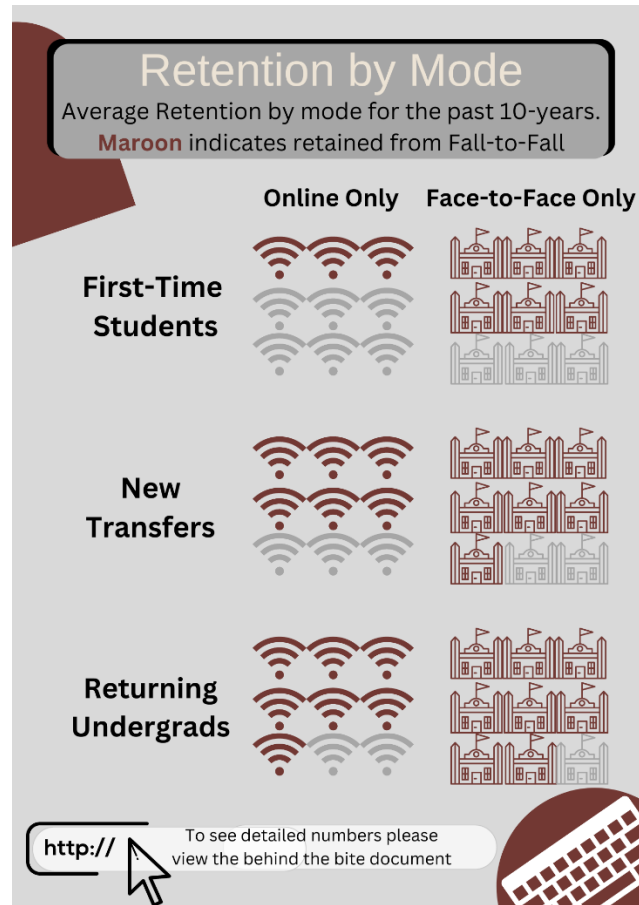 Retention by Mode
Average Retention by mode for the past 10-years.
Maroon indicates retained from Fall-to-Fall
Online Only
Face-to-Face Only
First-Time
Students
New
Transfers
Returning
Undergrads
http://
To see detailed numbers please
view the behind the bite document